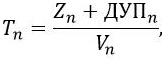 Tₙ = (Zₙ + ДУПₙ) / Vₙ,